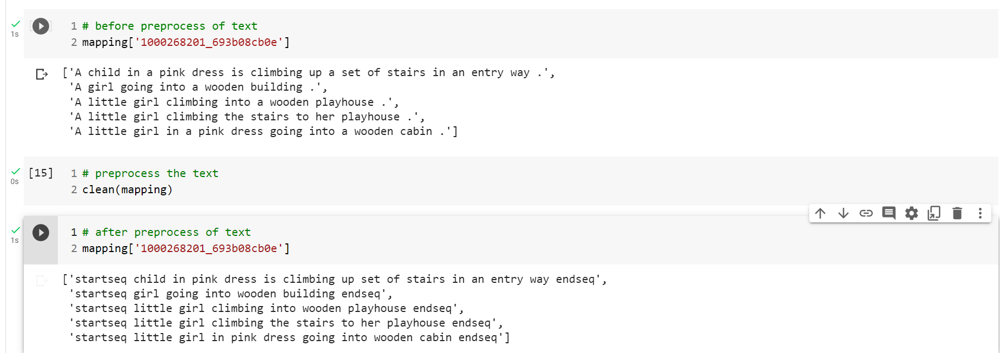 1s
1 # before preprocess of text
2 mapping['1000268201_693b08cb0e']
['A child in a pink dress is climbing up a set of stairs in an entry way .',
'A girl going into a wooden building .',
'A little girl climbing into a wooden playhouse .',
'A little girl climbing the stairs to her playhouse .',
'A little girl in a pink dress going into a wooden cabin .']
0s
[15]
1 # preprocess the text
2 clean(mapping)
1s
1 # after preprocess of text
2 mapping['1000268201_693b08cb0e']
['startseq child in pink dress is climbing up set of stairs in an entry way endseq',
'startseq girl going into wooden building endseq',
'startseq little girl climbing into wooden playhouse endseq',
'startseq little girl climbing the stairs to her playhouse endseq',
'startseq little girl in pink dress going into wooden cabin endseq']